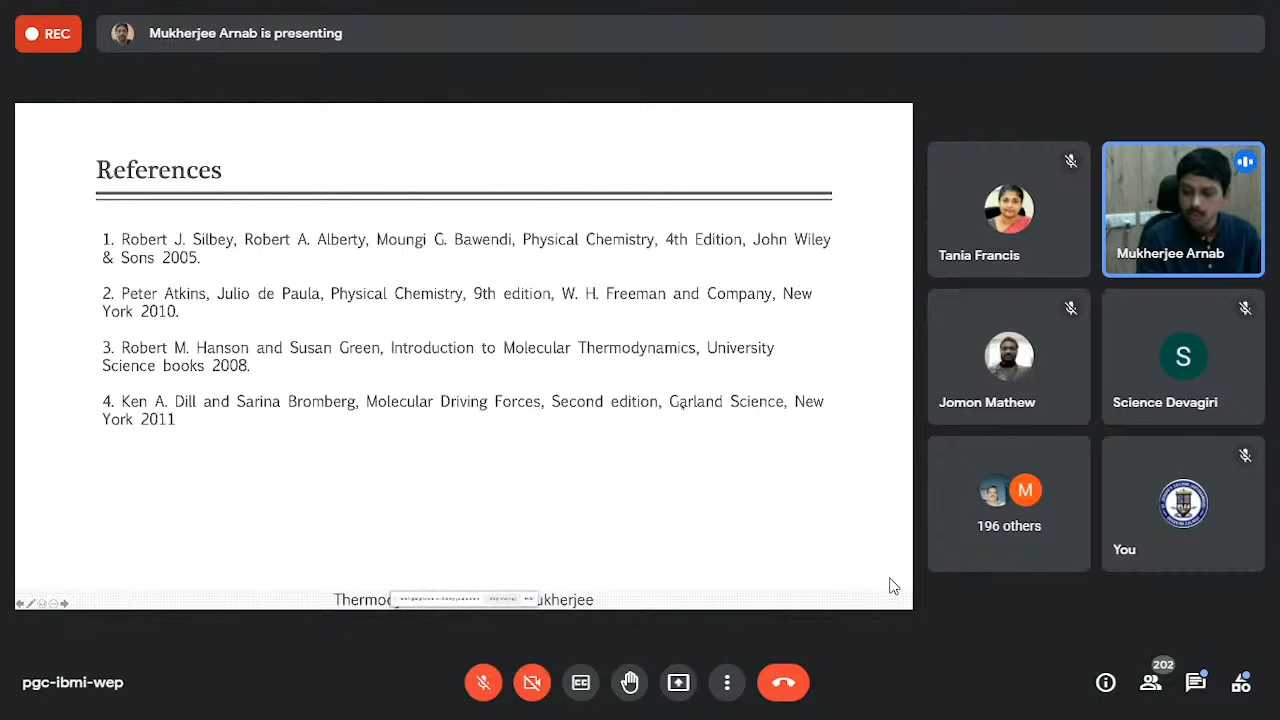 REC
Mukherjee Arnab is presenting
References
1. Robert J. Silbey, Robert A. Alberty, Moungi G. Bawendi, Physical Chemistry, 4th Edition, John Wiley
& Sons 2005.
2. Peter Atkins, Julio de Paula, Physical Chemistry, 9th edition, W. H. Freeman and Company, New
York 2010.
3. Robert M. Hanson and Susan Green, Introduction to Molecular Thermodynamics, University
Science books 2008.
4. Ken A. Dill and Sarina Bromberg, Molecular Driving Forces, Second edition, Garland Science, New
York 2011
Tania Francis
Mukherjee Arnab
Jomon Mathew
S
Science Devagiri
M
196 others
You
pgc-ibmi-wep
CC
202